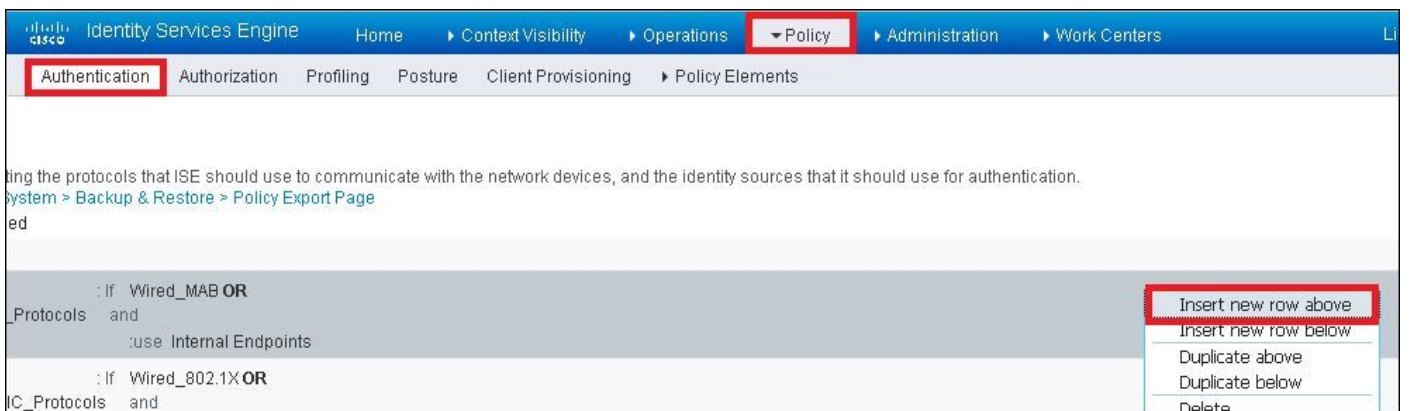 cisco Identity Services Engine Home Context Visibility Operations Policy Administration Work Centers Li
Authentication Authorization Profiling Posture Client Provisioning Policy Elements
ting the protocols that ISE should use to communicate with the network devices, and the identity sources that it should use for authentication.
System > Backup & Restore > Policy Export Page
ed
: If Wired_MAB OR
_Protocols and
:use Internal Endpoints
Insert new row above
Insert new row below
Duplicate above
Duplicate below
Delete
: If Wired_802.1X OR
IC_Protocols and